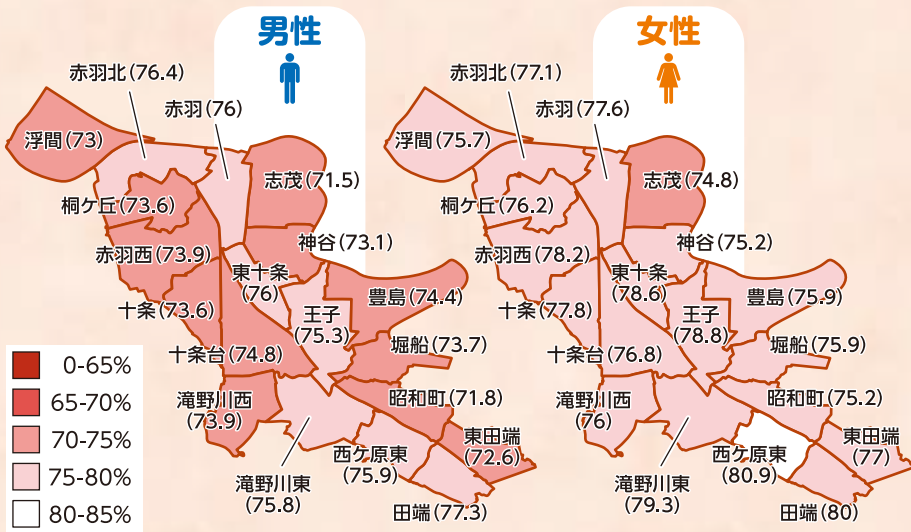 男性
赤羽北(76.4)
赤羽(76)
浮間(73)
志茂(71.5)
桐ケ丘(73.6)
神谷(73.1)
赤羽西(73.9)
東十条
(76)
豊島(74.4)
十条(73.6)
王子
(75.3)
堀船(73.7)
十条台(74.8)
昭和町(71.8)
滝野川西
(73.9)
東田端
(72.6)
西ケ原東
(75.9)
滝野川東
(75.8)
田端(77.3)
女性
赤羽北(77.1)
赤羽(77.6)
浮間(75.7)
志茂(74.8)
桐ケ丘(76.2)
神谷(75.2)
赤羽西(78.2)
東十条
(78.6)
豊島(75.9)
十条(77.8)
王子
(78.8)
堀船(75.9)
十条台(76.8)
昭和町(75.2)
滝野川西
(76)
東田端
(77)
西ケ原東
(80.9)
滝野川東
(79.3)
田端(80)
0-65%
65-70%
70-75%
75-80%
80-85%